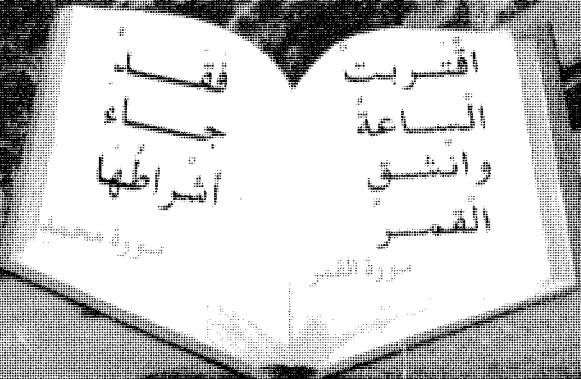 اقتربت
الساعة
وانشق
القمر
سورة القمر
فقد
جاء
أشراطها
سورة محمد